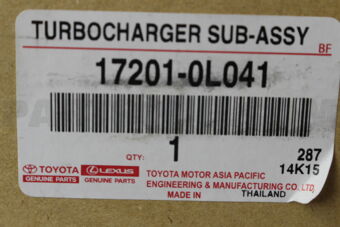 TURBOCHARGER SUB-ASSY
BF
17201-0L041
QTY: 1
287
14K15
TOYOTA
GENUINE PARTS
LEXUS
GENUINE PARTS
TOYOTA MOTOR ASIA PACIFIC
ENGINEERING & MANUFACTURING CO.,LTD.
MADE IN THAILAND